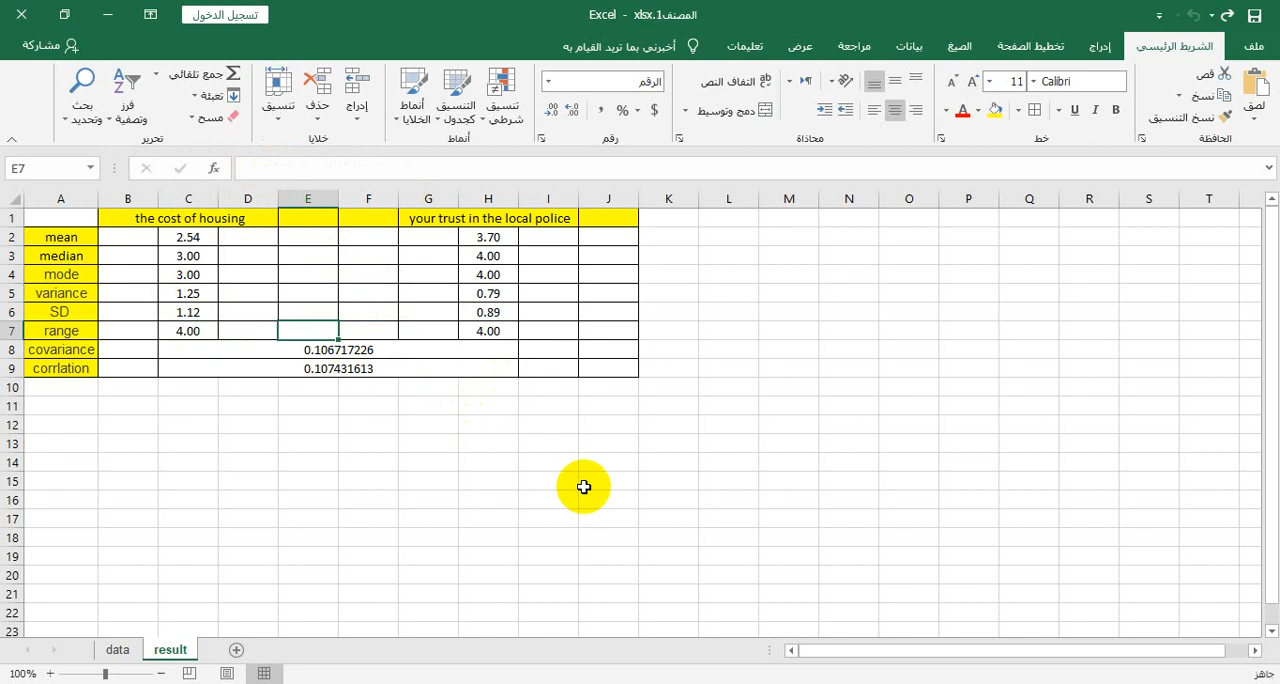 المصنف1.xlsx - Excel
تسجيل الدخول
ملف الشريط الرئيسي إدراج تخطيط الصفحة الصيغ بيانات مراجعة عرض تعليمات أخبرني بما تريد القيام به مشاركة
لصق
قص
نسخ
نسخ التنسيق
الحافظة
Calibri 11
خط
التفاف النص
دمج وتوسيط
محاذاة
الرقم
$ %
رقم
تنسيق شرطي
التنسيق كجدول
أنماط الخلايا
أنماط
إدراج
حذف
تنسيق
خلايا
جمع تلقائي
تعبئة
مسح
فرز وتصفية
بحث وتحديد
تحرير
E7 fx
A B C D E F G H I J K L M N O P Q R S T
1 the cost of housing your trust in the local police
2 mean 2.54 3.70
3 median 3.00 4.00
4 mode 3.00 4.00
5 variance 1.25 0.79
6 SD 1.12 0.89
7 range 4.00 4.00
8 covariance 0.106717226
9 corrlation 0.107431613
10
11
12
13
14
15
16
17
18
19
20
21
22
23
data result
100%
جاهز